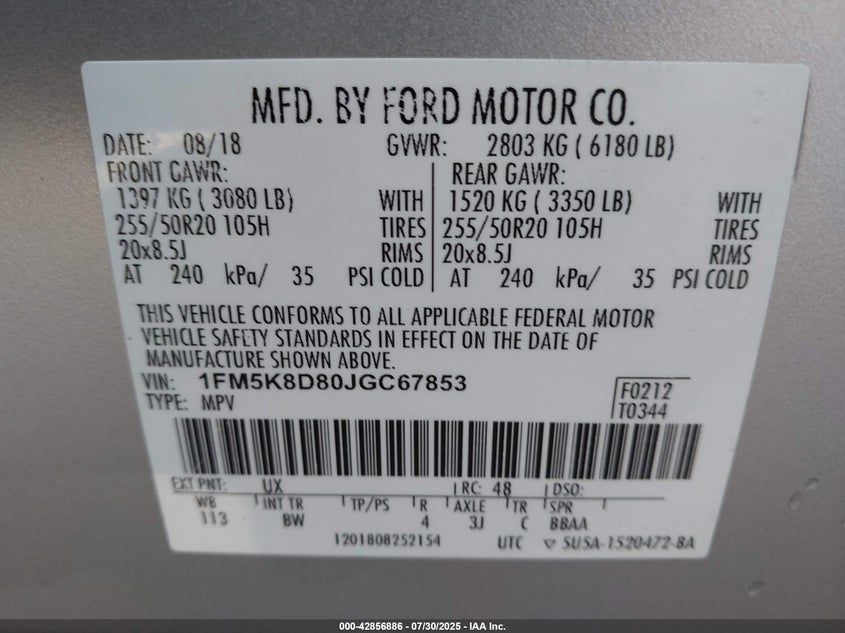 MFD. BY FORD MOTOR CO.
DATE: 08/18 GVWR: 2803 KG ( 6180 LB)
FRONT GAWR: REAR GAWR:
1397 KG ( 3080 LB) WITH 1520 KG ( 3350 LB) WITH
255/50R20 105H TIRES 255/50R20 105H TIRES
20x8.5J RIMS 20x8.5J RIMS
AT 240 kPa/ 35 PSI COLD AT 240 kPa/ 35 PSI COLD
THIS VEHICLE CONFORMS TO ALL APPLICABLE FEDERAL MOTOR
VEHICLE SAFETY STANDARDS IN EFFECT ON THE DATE OF
MANUFACTURE SHOWN ABOVE.
VIN: 1FM5K8D80JGC67853 F0212
TYPE: MPV T0344
EXT PNT: UX RC: 48 DSO:
WB INT TR TP/PS R AXLE TR SPR
113 BW 4 3J C BBAA
1201808252154 UTC ▽ 5U5A-1520472-BA
000-42856886 - 07/30/2025 - IAA Inc.